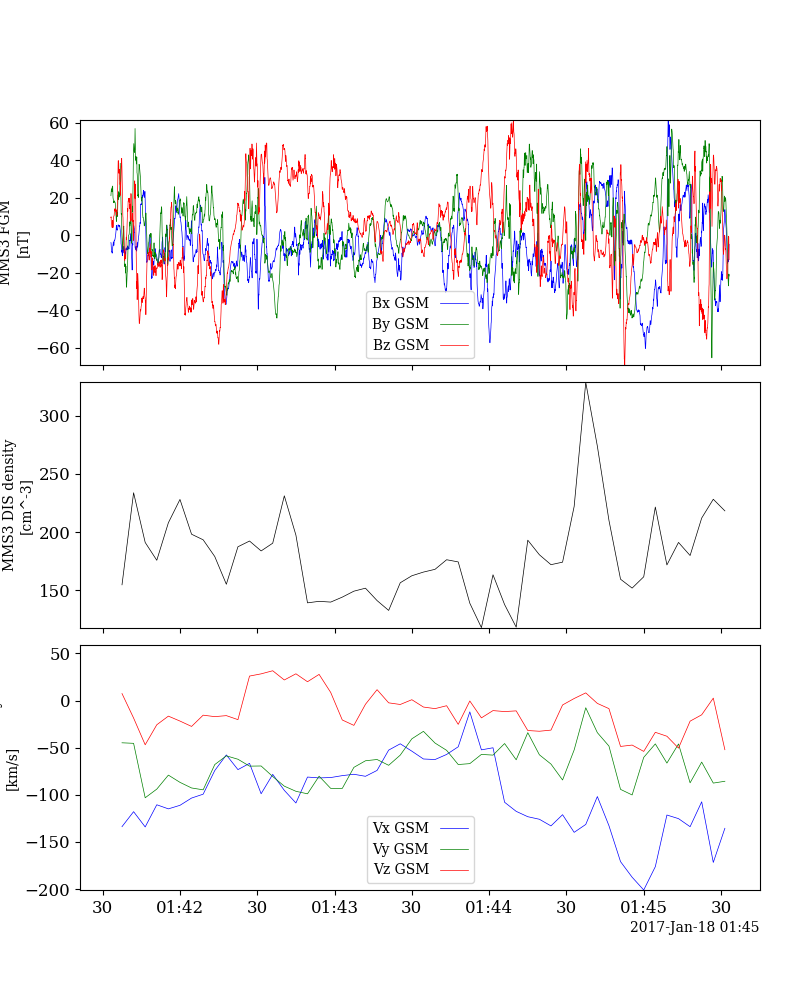 60
40
20
0
−20
−40
−60
MMS3 FGM
[nT]
Bx GSM
By GSM
Bz GSM
300
250
200
150
MMS3 DIS density
[cm^-3]
50
0
−50
−100
−150
−200
[km/s]
Vx GSM
Vy GSM
Vz GSM
30 01:42 30 01:43 30 01:44 30 01:45 30
2017-Jan-18 01:45